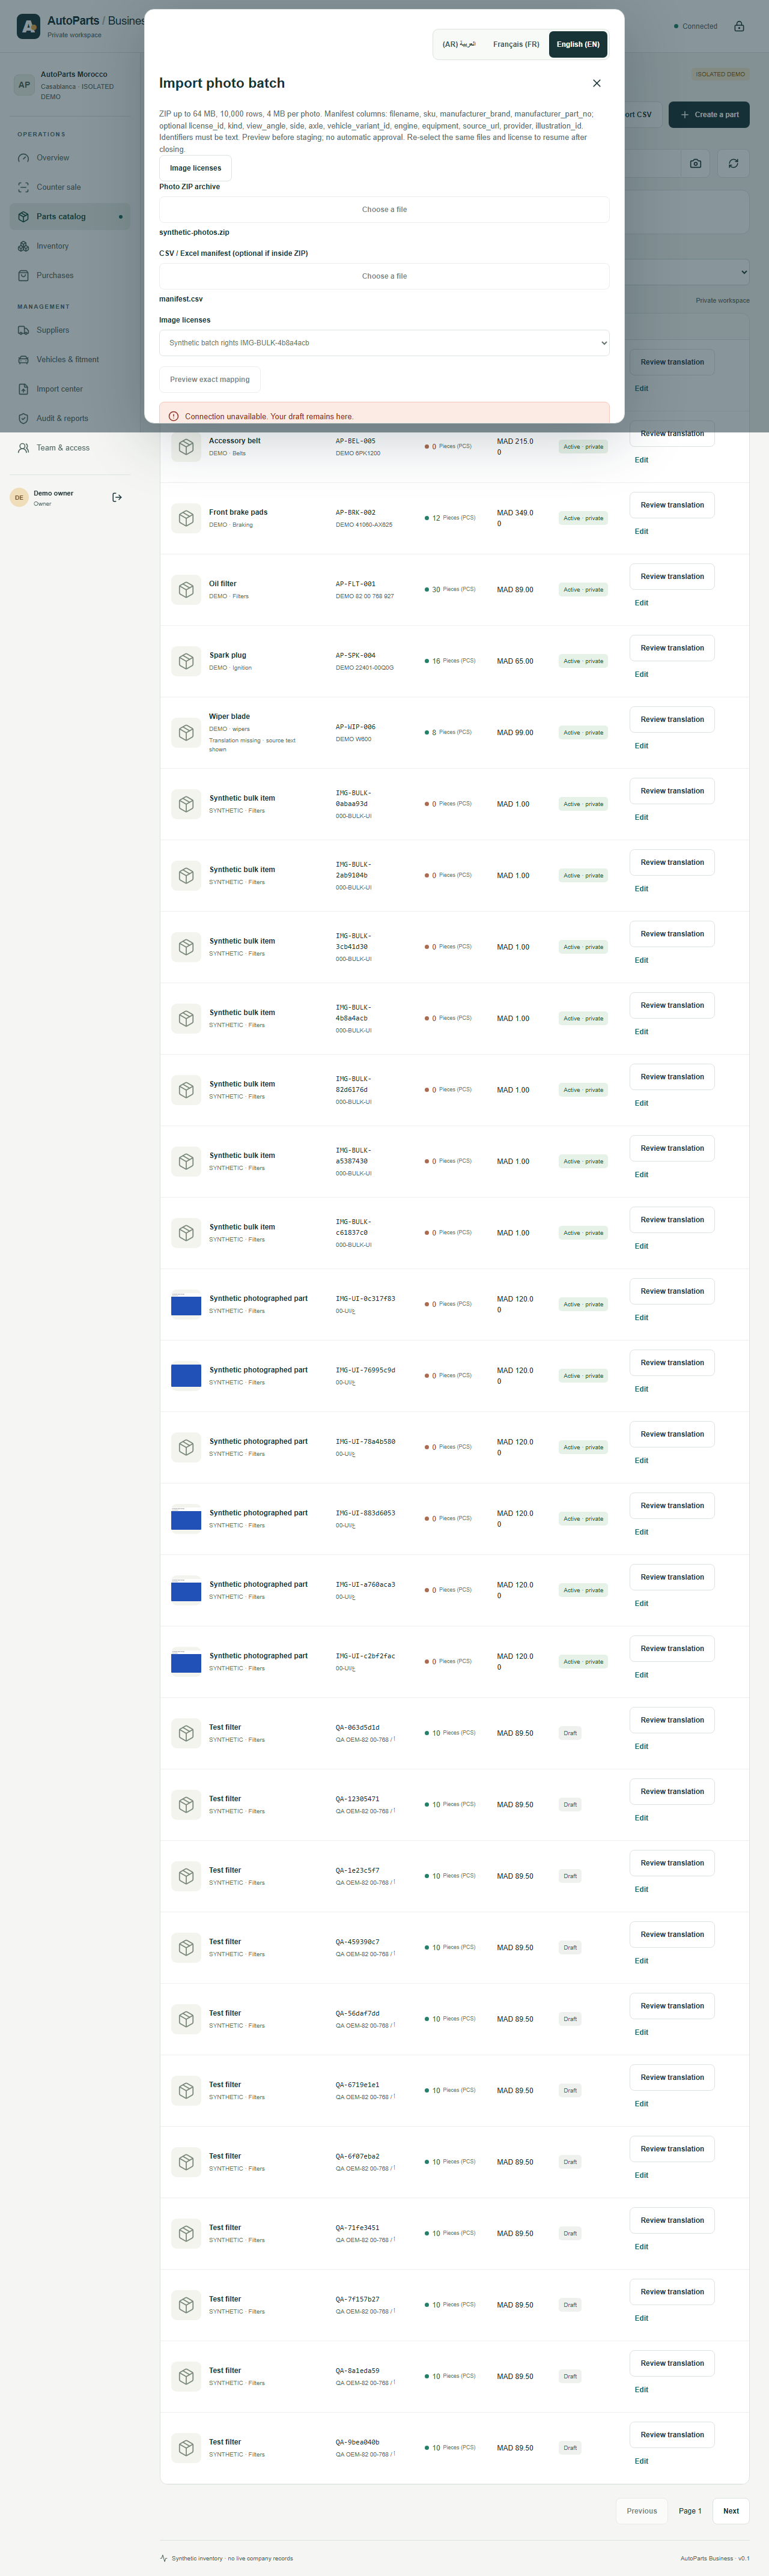 AutoParts / Business
Private workspace
Connected
AP
AutoParts Morocco
Casablanca · ISOLATED
DEMO
OPERATIONS
Overview
Counter sale
Parts catalog
Inventory
Purchases
MANAGEMENT
Suppliers
Vehicles & fitment
Import center
Audit & reports
Team & access
DE
Demo owner
Owner
ISOLATED DEMO
ort CSV
Create a part
Private workspace
العربية (AR)
Français (FR)
English (EN)
Import photo batch
ZIP up to 64 MB, 10,000 rows, 4 MB per photo. Manifest columns: filename, sku, manufacturer_brand, manufacturer_part_no;
optional license_id, kind, view_angle, side, axle, vehicle_variant_id, engine, equipment, source_url, provider, illustration_id.
Identifiers must be text. Preview before staging; no automatic approval. Re-select the same files and license to resume after
closing.
Image licenses
Photo ZIP archive
Choose a file
synthetic-photos.zip
CSV / Excel manifest (optional if inside ZIP)
Choose a file
manifest.csv
Image licenses
Synthetic batch rights IMG-BULK-4b8a4acb
Preview exact mapping
Connection unavailable. Your draft remains here.
Review translation
Edit
Accessory belt
DEMO · Belts
AP-BEL-005
DEMO 6PK1200
0 Pieces (PCS)
MAD 215.0
0
Active · private
Review translation
Edit
Front brake pads
DEMO · Braking
AP-BRK-002
DEMO 41060-AX625
12 Pieces (PCS)
MAD 349.0
0
Active · private
Review translation
Edit
Oil filter
DEMO · Filters
AP-FLT-001
DEMO 82 00 768 927
30 Pieces (PCS)
MAD 89.00
Active · private
Review translation
Edit
Spark plug
DEMO · Ignition
AP-SPK-004
DEMO 22401-00Q0G
16 Pieces (PCS)
MAD 65.00
Active · private
Review translation
Edit
Wiper blade
DEMO · wipers
Translation missing · source text
shown
AP-WIP-006
DEMO W600
8 Pieces (PCS)
MAD 99.00
Active · private
Review translation
Edit
Synthetic bulk item
SYNTHETIC · Filters
IMG-BULK-
0abaa93d
000-BULK-UI
0 Pieces (PCS)
MAD 1.00
Active · private
Review translation
Edit
Synthetic bulk item
SYNTHETIC · Filters
IMG-BULK-
2ab9104b
000-BULK-UI
0 Pieces (PCS)
MAD 1.00
Active · private
Review translation
Edit
Synthetic bulk item
SYNTHETIC · Filters
IMG-BULK-
3cb41d30
000-BULK-UI
0 Pieces (PCS)
MAD 1.00
Active · private
Review translation
Edit
Synthetic bulk item
SYNTHETIC · Filters
IMG-BULK-
4b8a4acb
000-BULK-UI
0 Pieces (PCS)
MAD 1.00
Active · private
Review translation
Edit
Synthetic bulk item
SYNTHETIC · Filters
IMG-BULK-
82d6176d
000-BULK-UI
0 Pieces (PCS)
MAD 1.00
Active · private
Review translation
Edit
Synthetic bulk item
SYNTHETIC · Filters
IMG-BULK-
a5387430
000-BULK-UI
0 Pieces (PCS)
MAD 1.00
Active · private
Review translation
Edit
Synthetic bulk item
SYNTHETIC · Filters
IMG-BULK-
c61837c0
000-BULK-UI
0 Pieces (PCS)
MAD 1.00
Active · private
Review translation
Edit
Synthetic photographed part
SYNTHETIC · Filters
IMG-UI-0c317f83
0 Pieces (PCS)
MAD 120.0
0
Active · private
Review translation
Edit
Synthetic photographed part
SYNTHETIC · Filters
IMG-UI-76995c9d
0 Pieces (PCS)
MAD 120.0
0
Active · private
Review translation
Edit
Synthetic photographed part
SYNTHETIC · Filters
IMG-UI-78a4b580
0 Pieces (PCS)
MAD 120.0
0
Active · private
Review translation
Edit
Synthetic photographed part
SYNTHETIC · Filters
IMG-UI-883d6053
0 Pieces (PCS)
MAD 120.0
0
Active · private
Review translation
Edit
Synthetic photographed part
SYNTHETIC · Filters
IMG-UI-a760aca3
0 Pieces (PCS)
MAD 120.0
0
Active · private
Review translation
Edit
Synthetic photographed part
SYNTHETIC · Filters
IMG-UI-c2bf2fac
0 Pieces (PCS)
MAD 120.0
0
Active · private
Review translation
Edit
Test filter
SYNTHETIC · Filters
QA-063d5d1d
QA OEM-82 00-768 /
10 Pieces (PCS)
MAD 89.50
Draft
Review translation
Edit
Test filter
SYNTHETIC · Filters
QA-12305471
QA OEM-82 00-768 /
10 Pieces (PCS)
MAD 89.50
Draft
Review translation
Edit
Test filter
SYNTHETIC · Filters
QA-1e23c5f7
QA OEM-82 00-768 /
10 Pieces (PCS)
MAD 89.50
Draft
Review translation
Edit
Test filter
SYNTHETIC · Filters
QA-459390c7
QA OEM-82 00-768 /
10 Pieces (PCS)
MAD 89.50
Draft
Review translation
Edit
Test filter
SYNTHETIC · Filters
QA-56daf7dd
QA OEM-82 00-768 /
10 Pieces (PCS)
MAD 89.50
Draft
Review translation
Edit
Test filter
SYNTHETIC · Filters
QA-6719e1e1
QA OEM-82 00-768 /
10 Pieces (PCS)
MAD 89.50
Draft
Review translation
Edit
Test filter
SYNTHETIC · Filters
QA-6f07eba2
QA OEM-82 00-768 /
10 Pieces (PCS)
MAD 89.50
Draft
Review translation
Edit
Test filter
SYNTHETIC · Filters
QA-71fe3451
QA OEM-82 00-768 /
10 Pieces (PCS)
MAD 89.50
Draft
Review translation
Edit
Test filter
SYNTHETIC · Filters
QA-7f157b27
QA OEM-82 00-768 /
10 Pieces (PCS)
MAD 89.50
Draft
Review translation
Edit
Test filter
SYNTHETIC · Filters
QA-8a1eda59
QA OEM-82 00-768 /
10 Pieces (PCS)
MAD 89.50
Draft
Review translation
Edit
Test filter
SYNTHETIC · Filters
QA-9bea040b
QA OEM-82 00-768 /
10 Pieces (PCS)
MAD 89.50
Draft
Review translation
Edit
Previous
Page 1
Next
Synthetic inventory · no live company records
AutoParts Business · v0.1